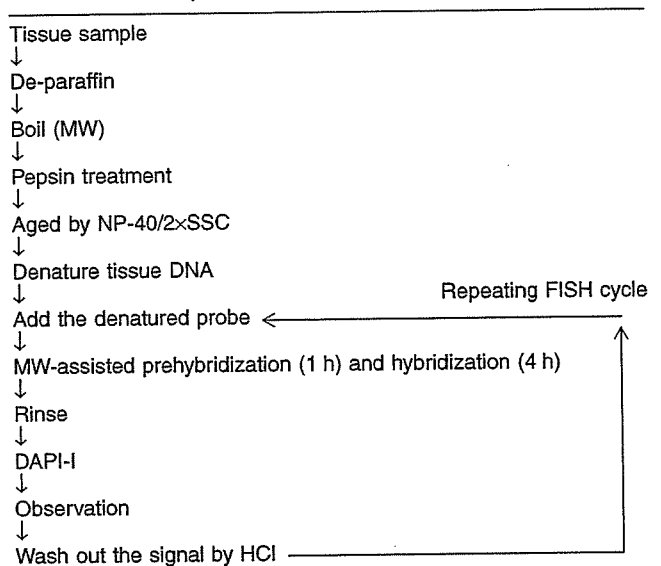 Tissue sample
↓
De-paraffin
↓
Boil (MW)
↓
Pepsin treatment
↓
Aged by NP-40/2×SSC
↓
Denature tissue DNA
↓
Repeating FISH cycle
Add the denatured probe
↓
MW-assisted prehybridization (1 h) and hybridization (4 h)
↓
Rinse
↓
DAPI-I
↓
Observation
↓
Wash out the signal by HCl